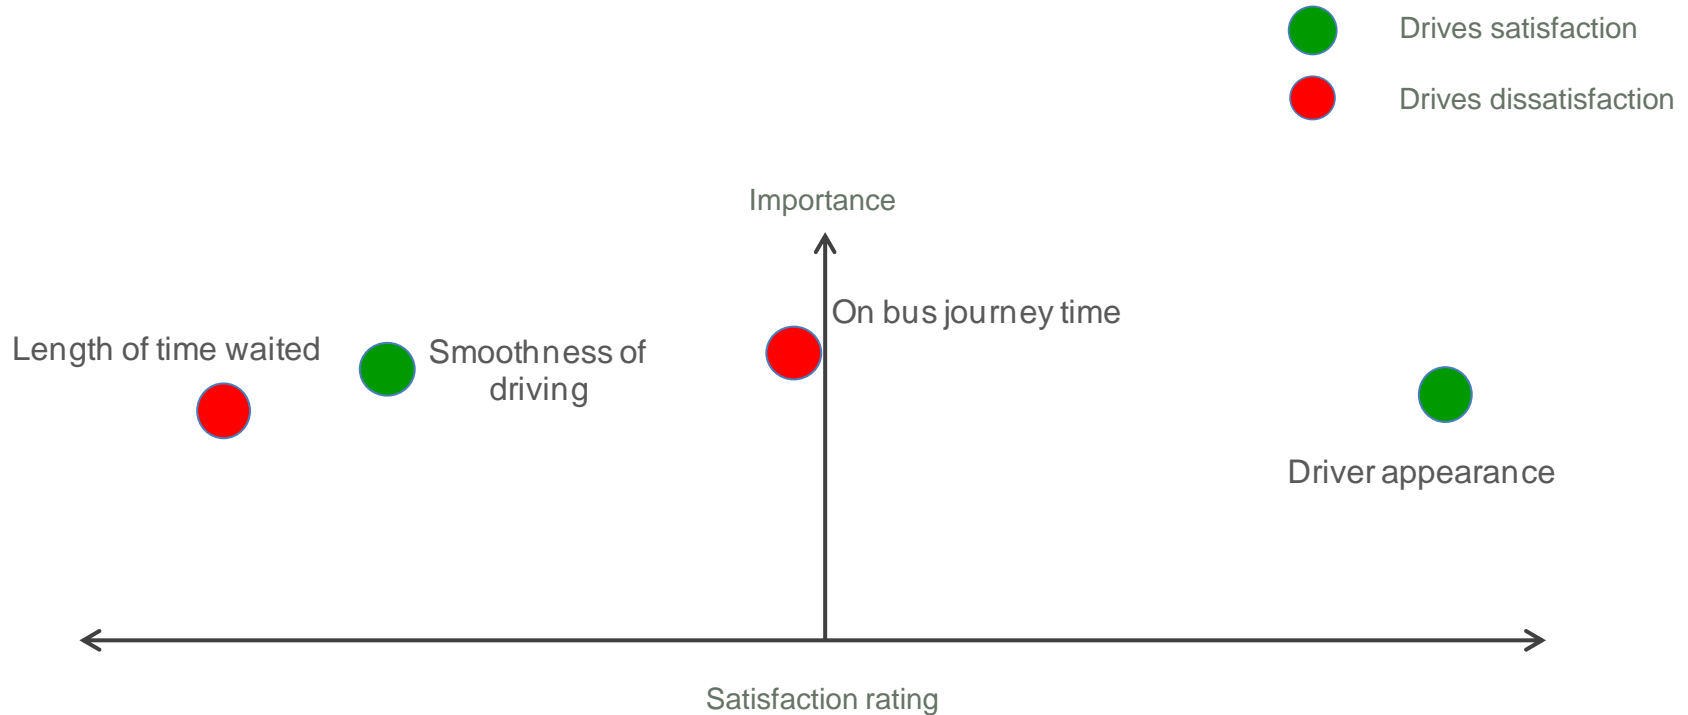 Drives satisfaction
Drives dissatisfaction
Importance
On bus journey time
Length of time waited
Smoothness of
driving
Driver appearance
Satisfaction rating